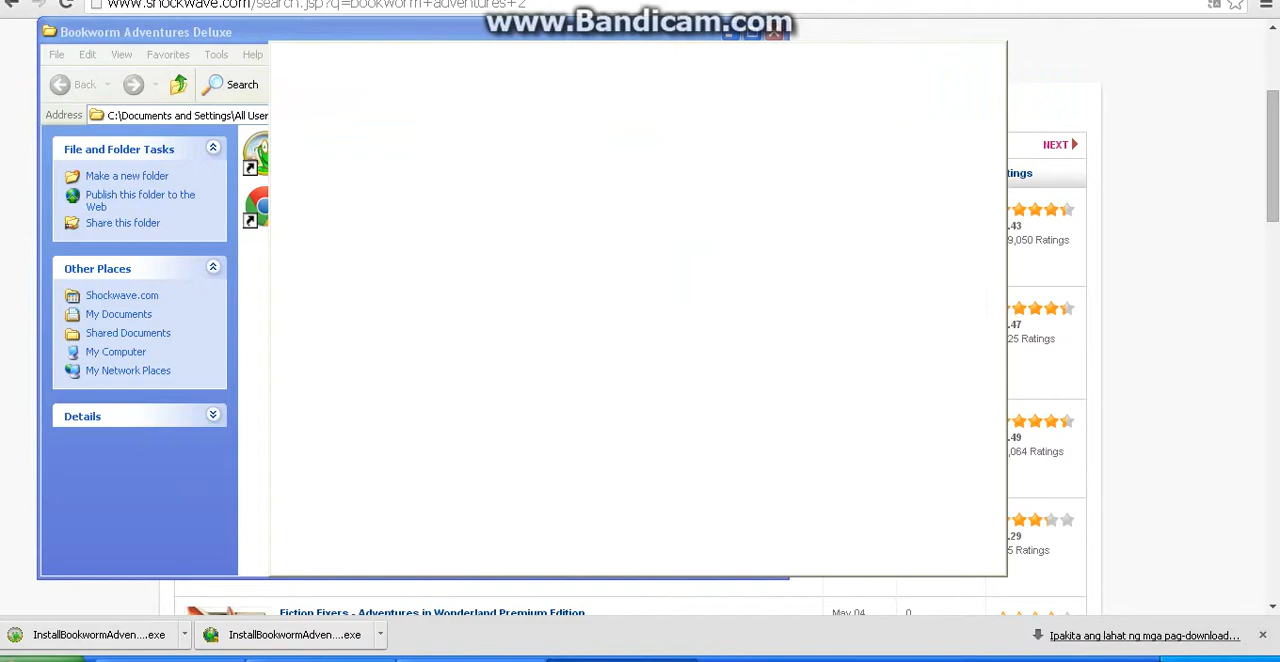 www.shockwave.com/search.jsp?q=bookworm+adventures+2
www.Bandicam.com
Bookworm Adventures Deluxe
File Edit View Favorites Tools Help
Back Search
Address C:\Documents and Settings\All User
File and Folder Tasks
Make a new folder
Publish this folder to the
Web
Share this folder
Other Places
Shockwave.com
My Documents
Shared Documents
My Computer
My Network Places
Details
NEXT
tings
.43
9,050 Ratings
.47
25 Ratings
.49
,064 Ratings
.29
5 Ratings
Fiction Fixers - Adventures in Wonderland Premium Edition May 04 0
InstallBookwormAdven....exe InstallBookwormAdven....exe Ipakita ang lahat ng mga pag-download...